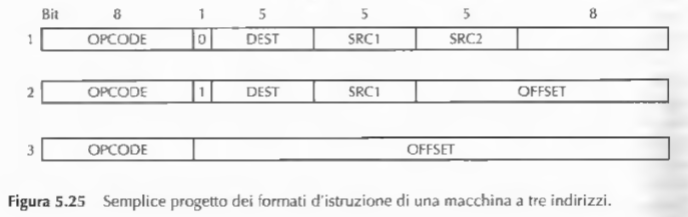 Bit 8 1 5 5 5 8
1 OPCODE 0 DEST SRC1 SRC2
2 OPCODE 1 DEST SRC1 OFFSET
3 OPCODE OFFSET
Figura 5.25 Semplice progetto dei formati d'istruzione di una macchina a tre indirizzi.